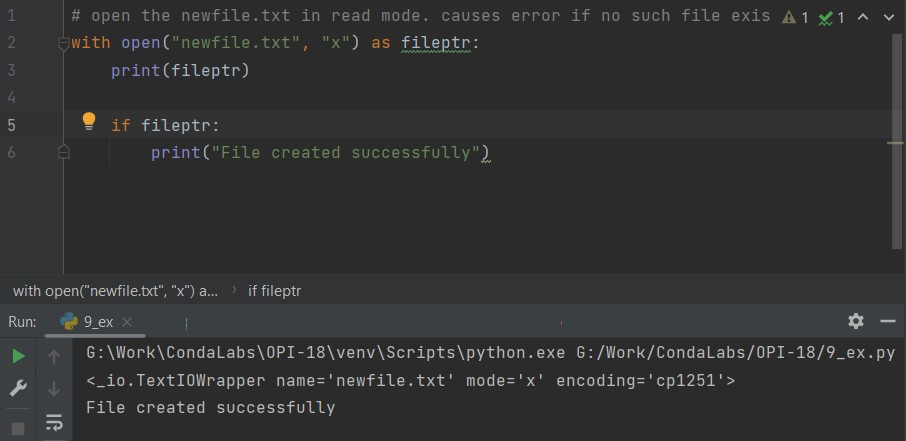 1 # open the newfile.txt in read mode. causes error if no such file exis 1 1
2 with open("newfile.txt", "x") as fileptr:
3 print(fileptr)
4
5 if fileptr:
6 print("File created successfully")
with open("newfile.txt", "x") a... › if fileptr
Run: 9_ex ×
G:\Work\CondaLabs\OPI-18\venv\Scripts\python.exe G:/Work/CondaLabs/OPI-18/9_ex.py
<_io.TextIOWrapper name='newfile.txt' mode='x' encoding='cp1251'>
File created successfully